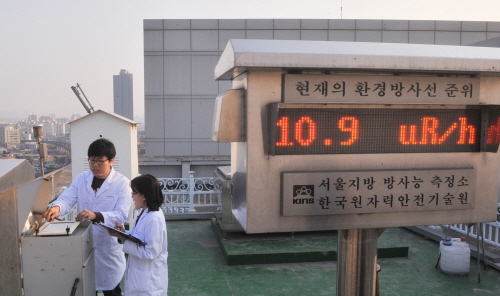 현재의 환경방사선 준위
10.9 uR/h
서울지방 방사능 측정소
KINS 한국원자력안전기술원